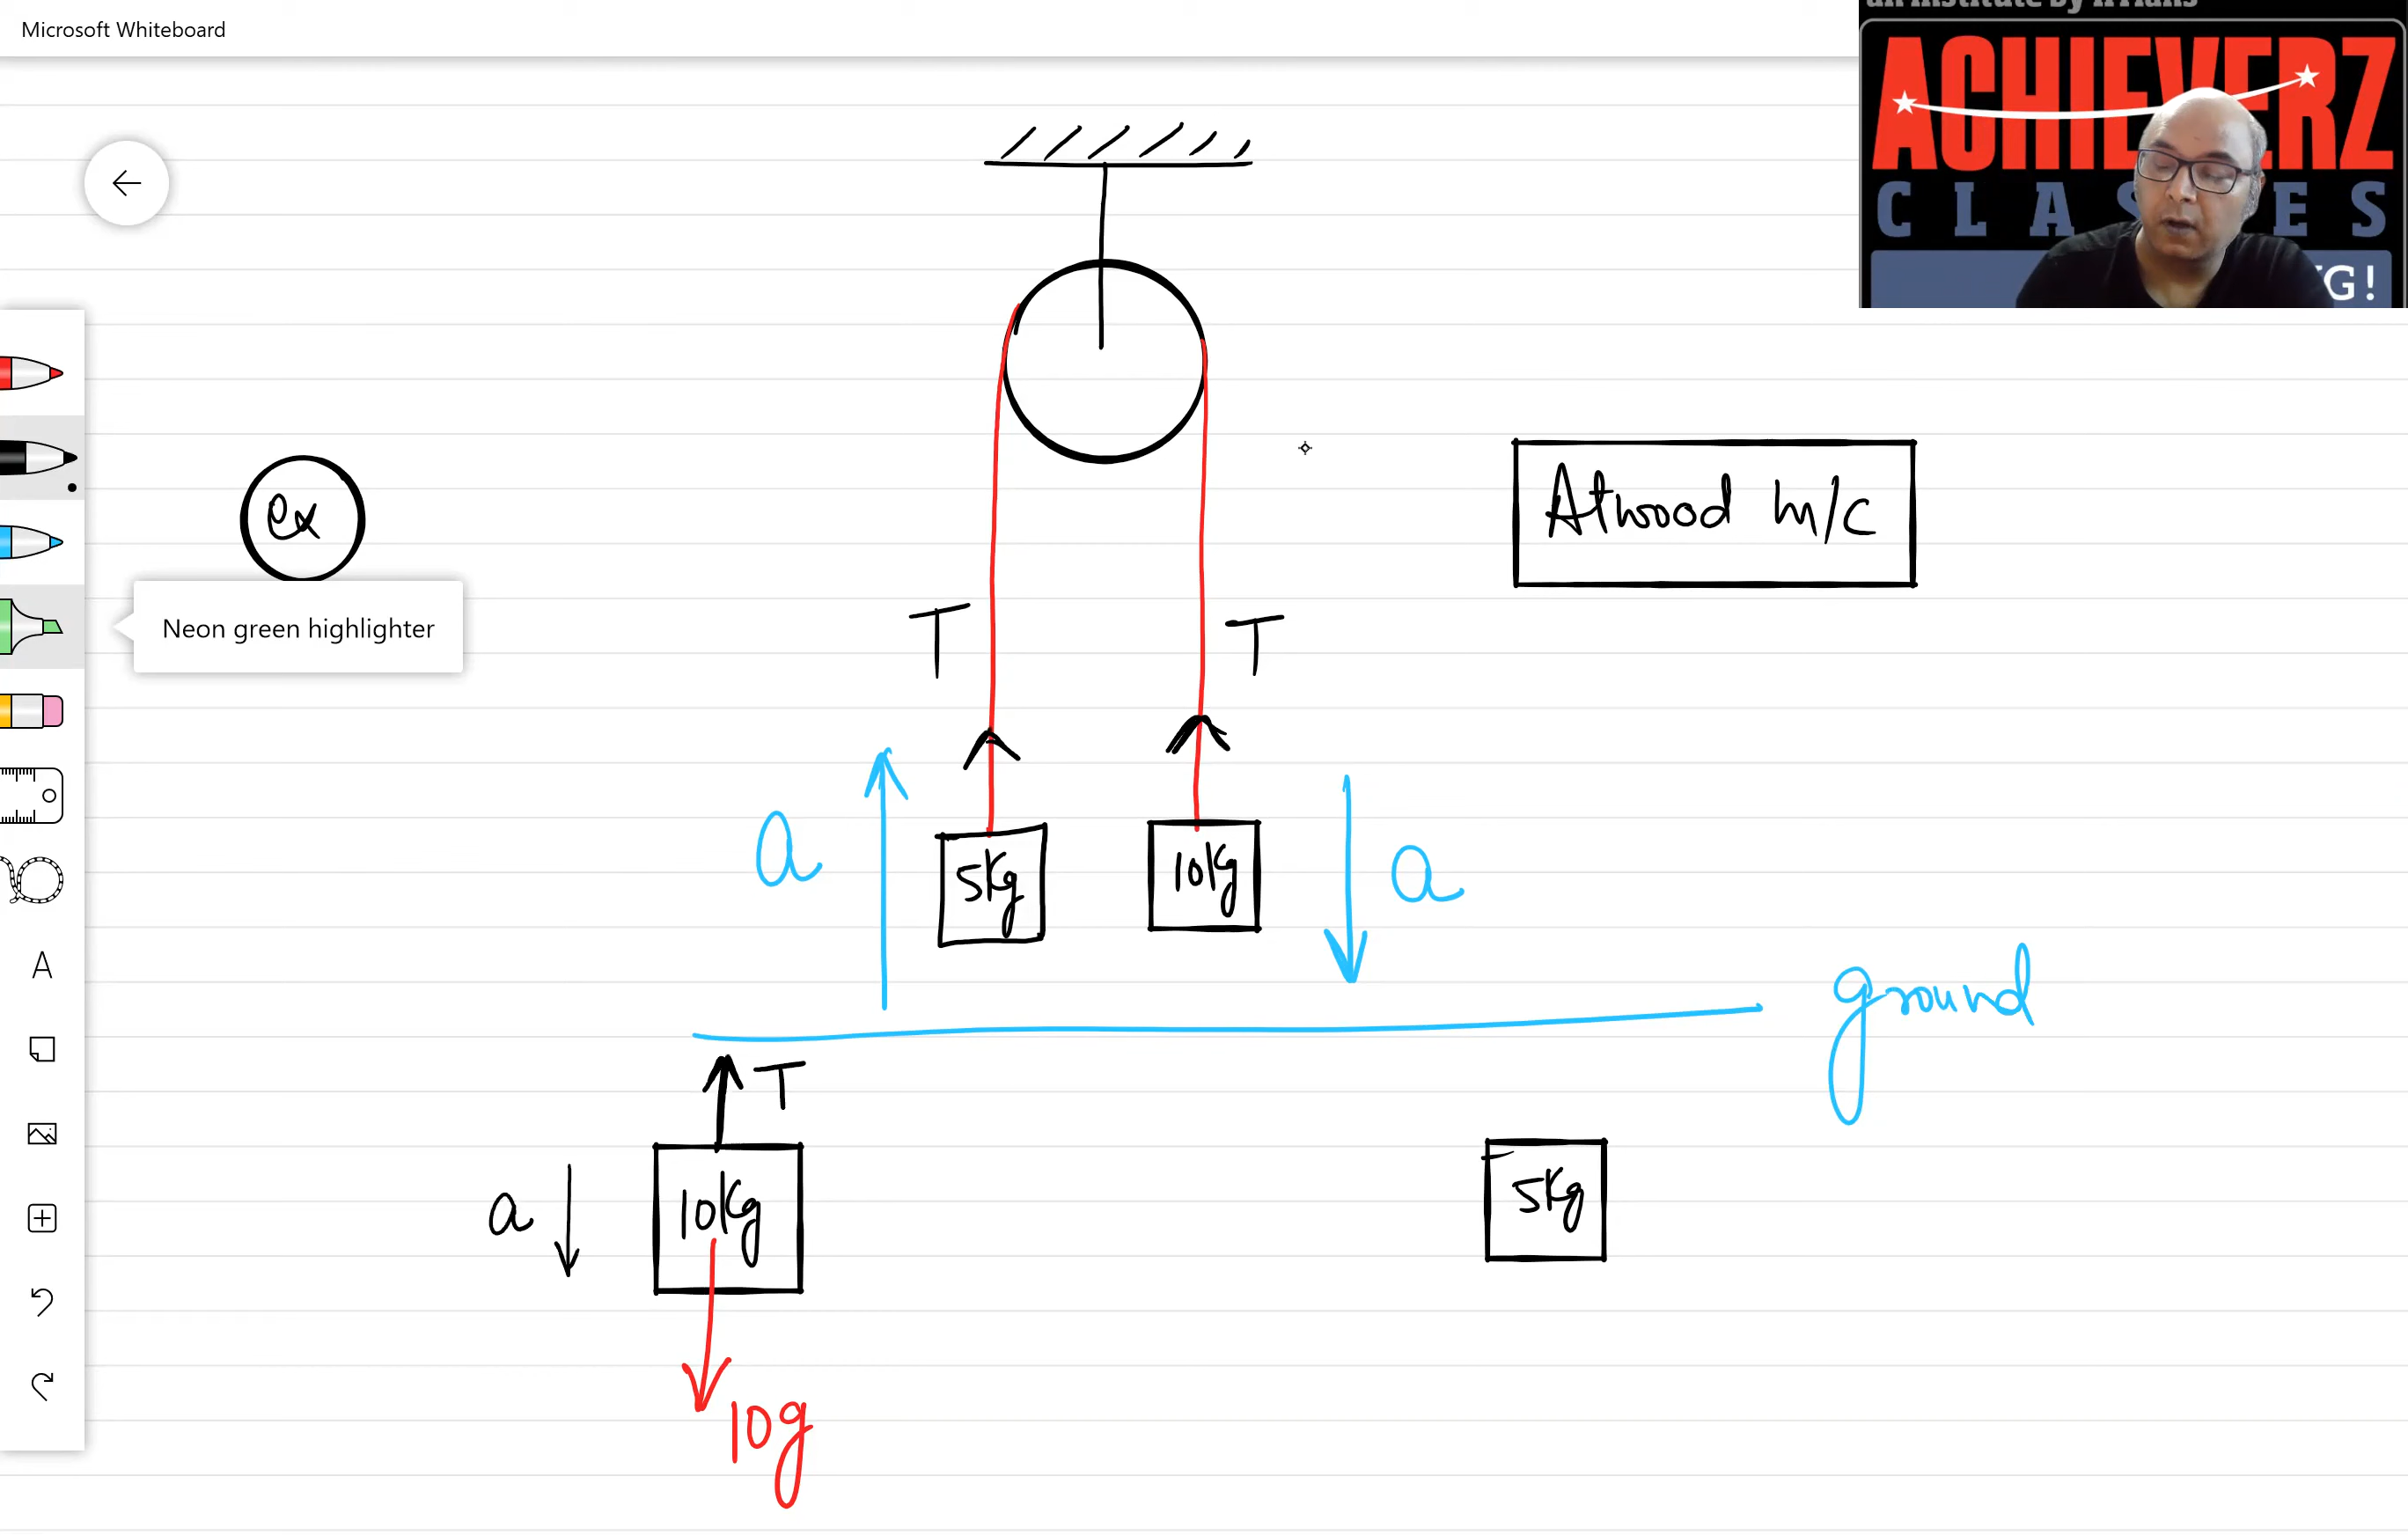 Microsoft Whiteboard
ACHIEVERZ
CLASSES
G!
ex
Atwood m/c
Neon green highlighter
T
T
a
5kg
10kg
a
ground
T
a
10kg
5kg
10g
A